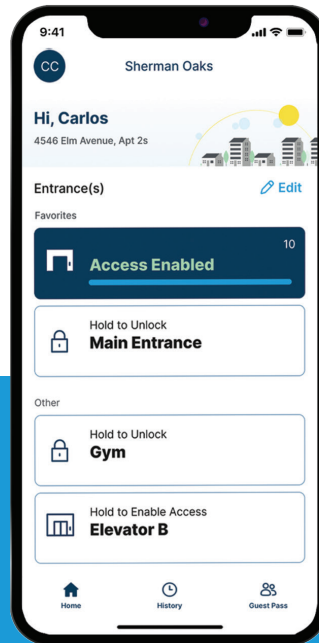 9:41
CC
Sherman Oaks
Hi, Carlos
4546 Elm Avenue, Apt 2s
Entrance(s)
Edit
Favorites
10
Access Enabled
Hold to Unlock
Main Entrance
Other
Hold to Unlock
Gym
Hold to Enable Access
Elevator B
Home
History
Guest Pass